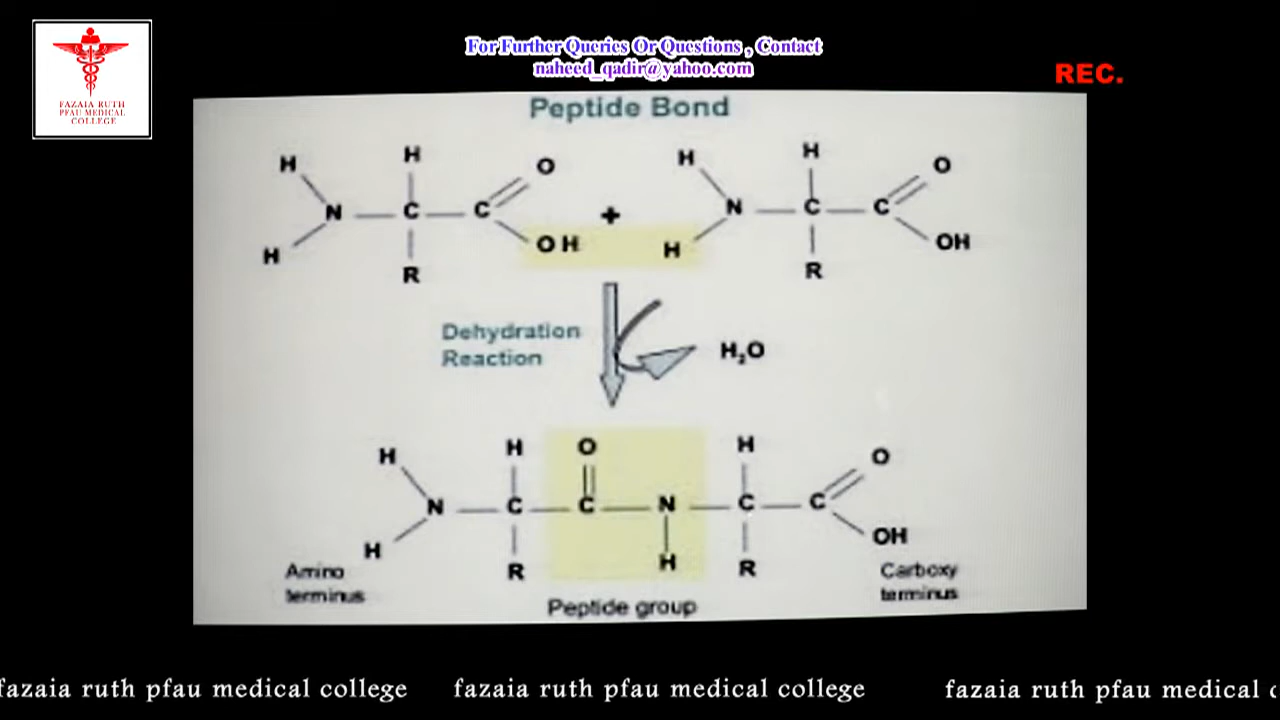 For Further Queries Or Questions , Contact
naheed_qadir@yahoo.com
REC.
FAZAIA RUTH
PFAU MEDICAL
COLLEGE
Peptide Bond
H H O H H O
N C C + N C C
H OH H OH
R R
Dehydration
Reaction
H₂O
H H O H O
N C C N C C
H R H R OH
Amino
terminus
Peptide group
Carboxy
terminus
fazaia ruth pfau medical college fazaia ruth pfau medical college fazaia ruth pfau medical c